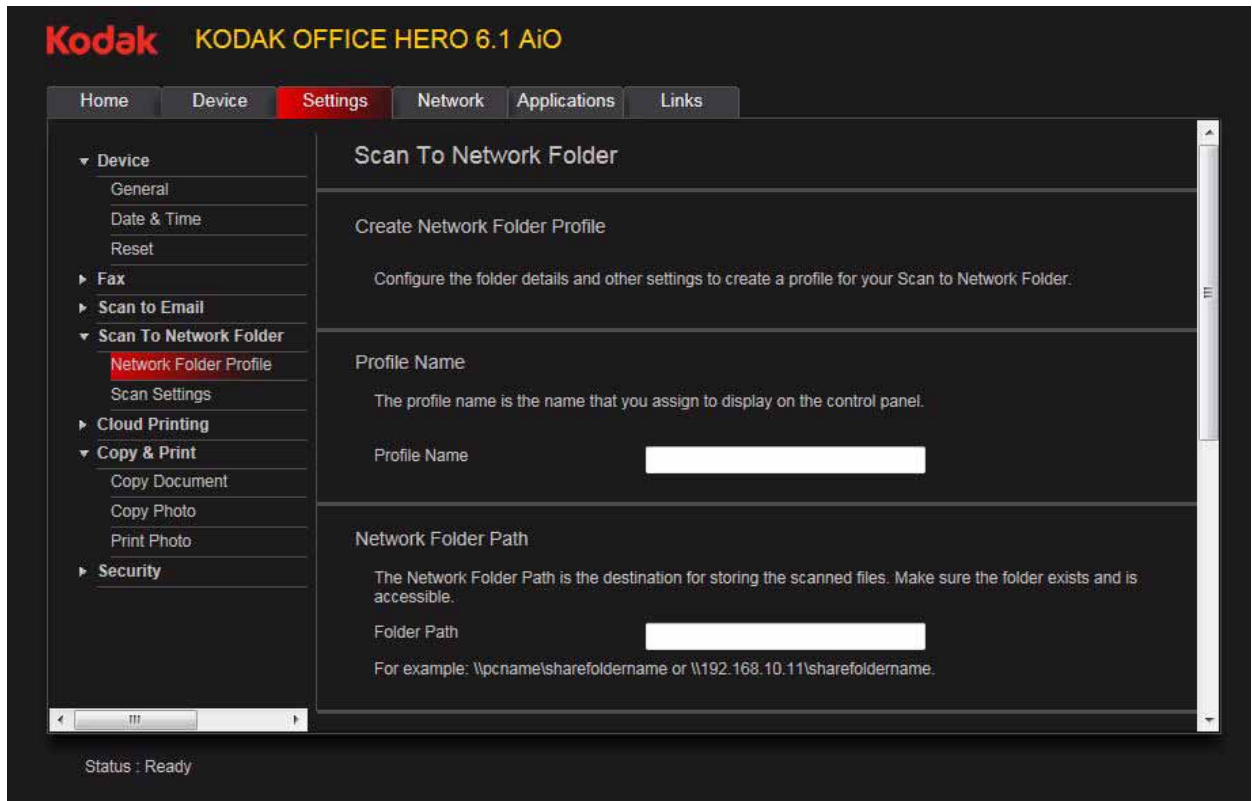 Kodak KODAK OFFICE HERO 6.1 AiO
Home Device Settings Network Applications Links
Device
General
Date & Time
Reset
Fax
Scan to Email
Scan To Network Folder
Network Folder Profile
Scan Settings
Cloud Printing
Copy & Print
Copy Document
Copy Photo
Print Photo
Security
Scan To Network Folder
Create Network Folder Profile
Configure the folder details and other settings to create a profile for your Scan to Network Folder.
Profile Name
The profile name is the name that you assign to display on the control panel.
Profile Name
Network Folder Path
The Network Folder Path is the destination for storing the scanned files. Make sure the folder exists and is
accessible.
Folder Path
For example: \\pcname\sharefoldername or \\192.168.10.11\sharefoldername.
Status : Ready